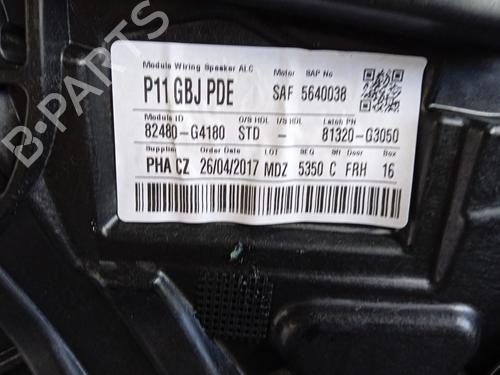 Module Wiring Speaker ALC Motor SAP No
P11 GBJ PDE SAF 5640038
Module ID O/S HDL I/S HDL Latch PN
82480-G4180 STD - 81320-G3050
Supplier Order Date LOT SEQ Sft Door Box
PHA CZ 26/04/2017 MDZ 5350 C FRH 16
B-PARTS